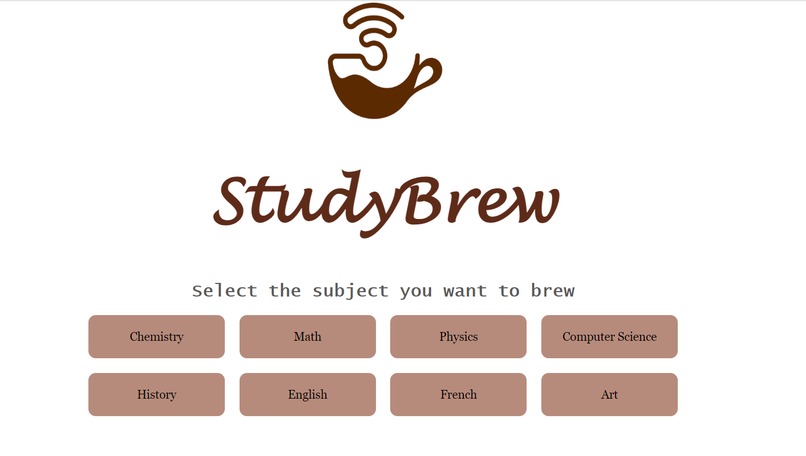 StudyBrew
Select the subject you want to brew
Chemistry Math Physics Computer Science
History English French Art